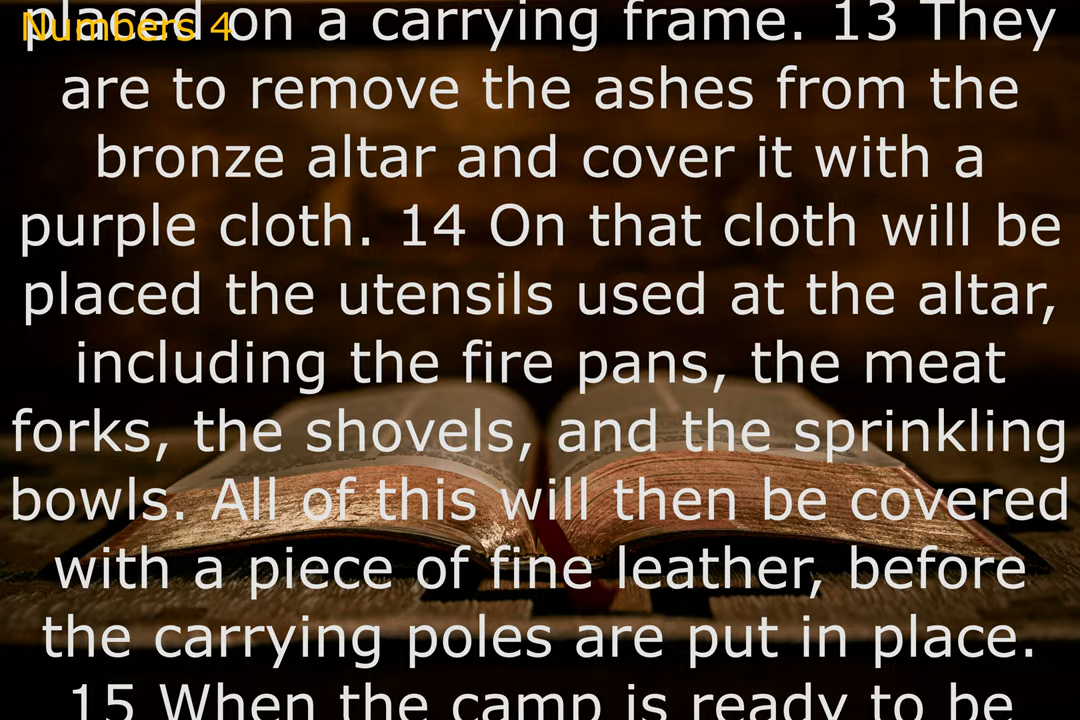 Numbers 4
placed on a carrying frame. 13 They
are to remove the ashes from the
bronze altar and cover it with a
purple cloth. 14 On that cloth will be
placed the utensils used at the altar,
including the fire pans, the meat
forks, the shovels, and the sprinkling
bowls. All of this will then be covered
with a piece of fine leather, before
the carrying poles are put in place.
15 When the camp is ready to be